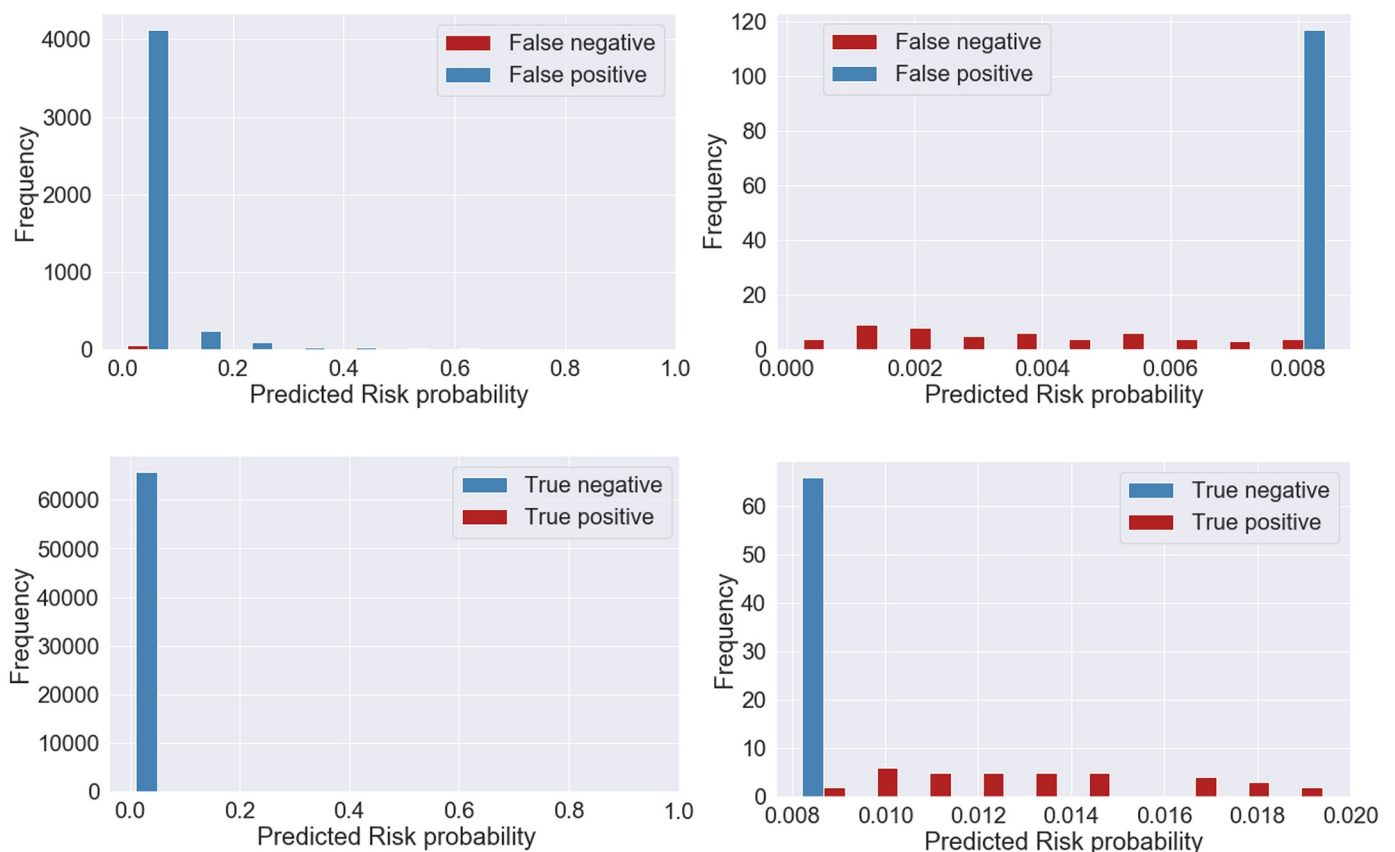 Frequency
4000
3000
2000
1000
0
False negative
False positive
0.0 0.2 0.4 0.6 0.8 1.0
Predicted Risk probability
Frequency
120
100
80
60
40
20
0
False negative
False positive
0.000 0.002 0.004 0.006 0.008
Predicted Risk probability
Frequency
60000
50000
40000
30000
20000
10000
0
True negative
True positive
0.0 0.2 0.4 0.6 0.8 1.0
Predicted Risk probability
Frequency
60
50
40
30
20
10
0
True negative
True positive
0.008 0.010 0.012 0.014 0.016 0.018 0.020
Predicted Risk probability